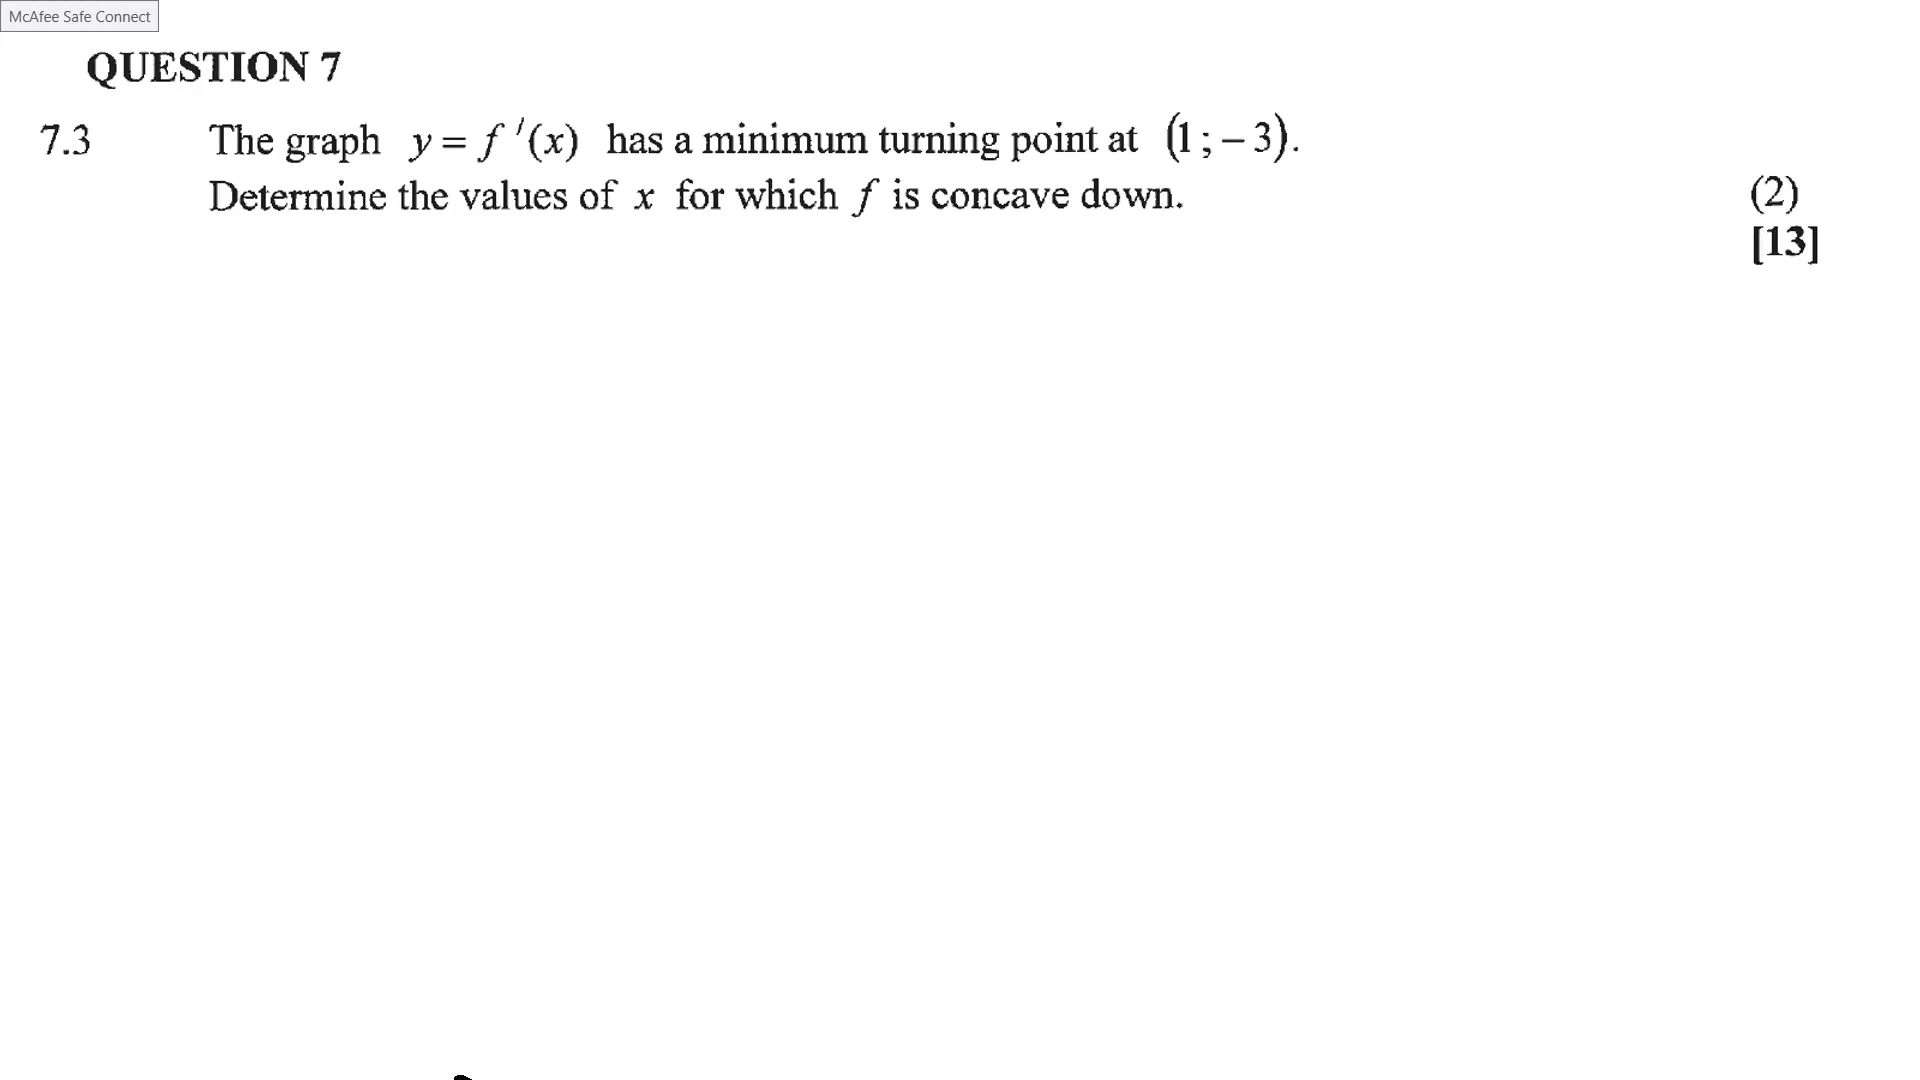 McAfee Safe Connect
QUESTION 7
7.3 The graph y = f ′(x) has a minimum turning point at (1 ; – 3).
Determine the values of x for which f is concave down. (2)
[13]